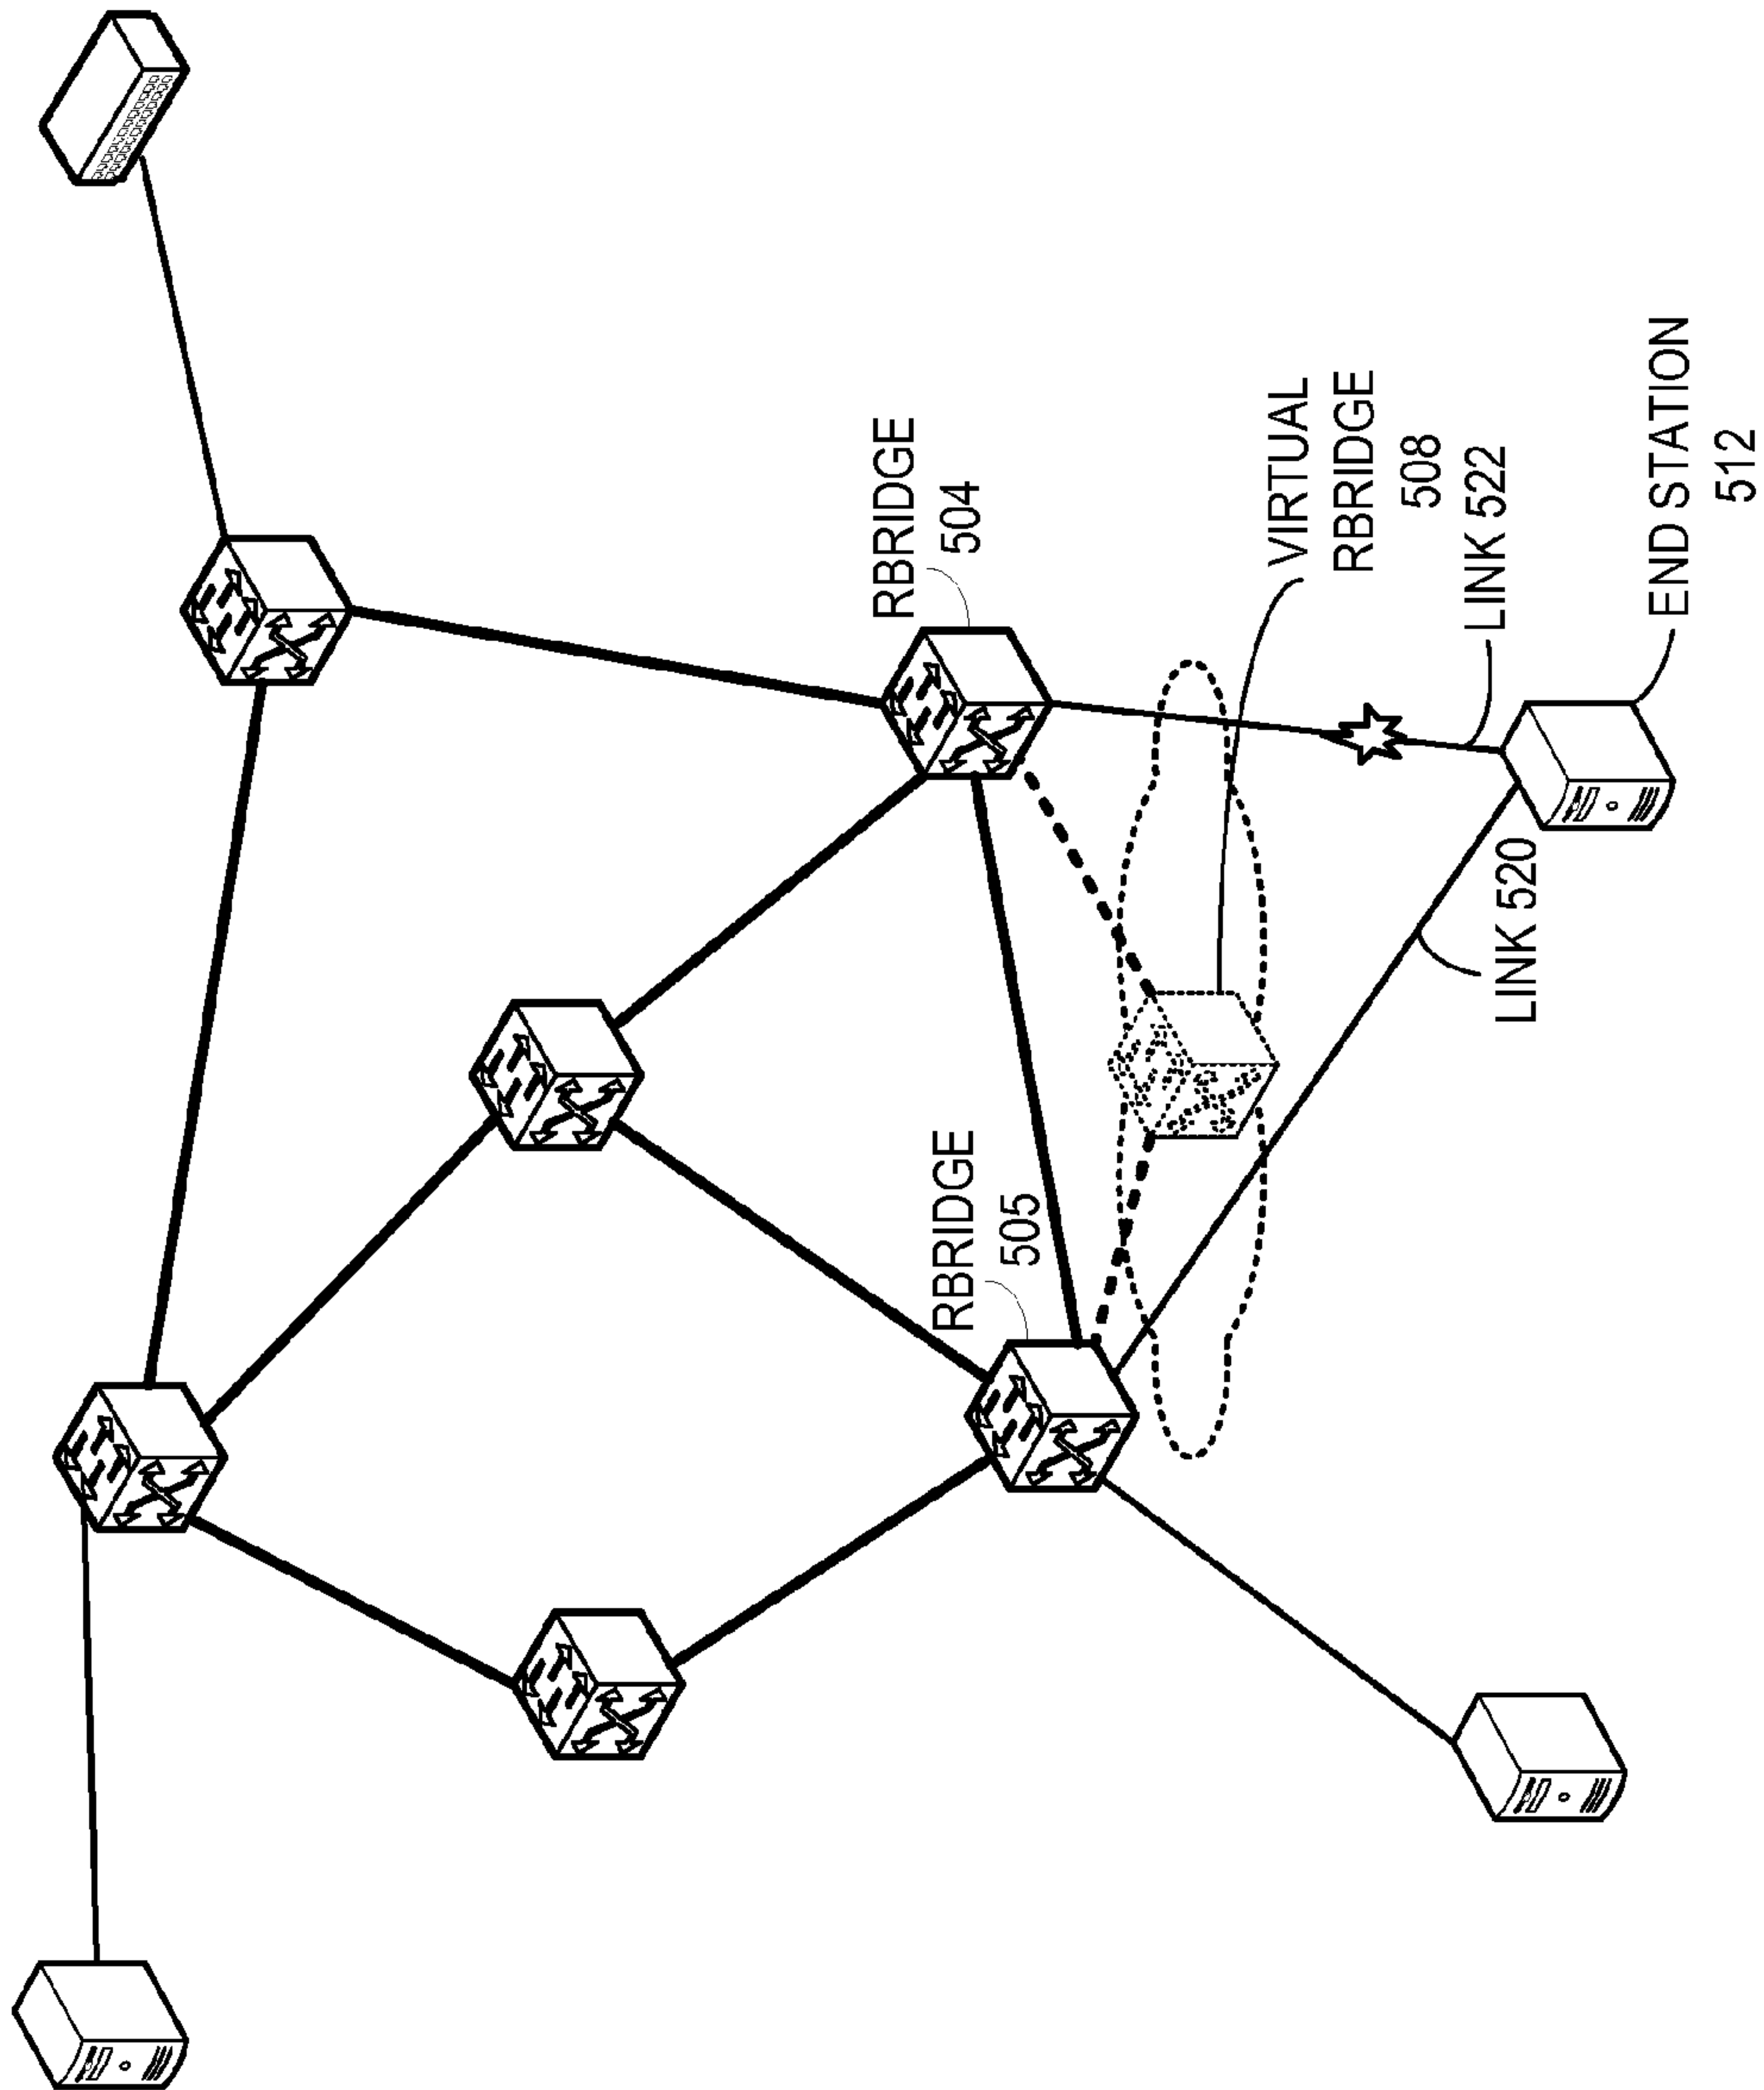 RBRIDGE
504
RBRIDGE
505
VIRTUAL
RBRIDGE
508
LINK 522
LINK 520
END STATION
512